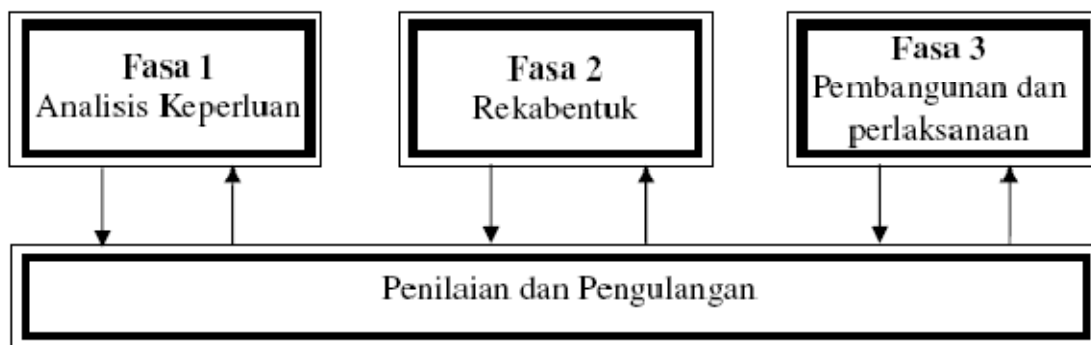 Fasa 1
Analisis Keperluan
Fasa 2
Rekabentuk
Fasa 3
Pembangunan dan
perlaksanaan
Penilaian dan Pengulangan